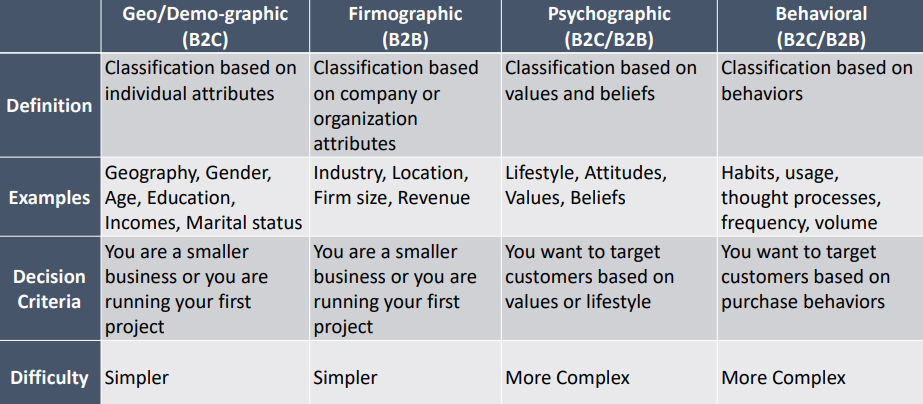 Geo/Demo-graphic
(B2C)
Firmographic
(B2B)
Psychographic
(B2C/B2B)
Behavioral
(B2C/B2B)
Definition
Classification based on
individual attributes
Classification based
on company or
organization
attributes
Classification based on
values and beliefs
Classification based on
behaviors
Examples
Geography, Gender,
Age, Education,
Incomes, Marital status
Industry, Location,
Firm size, Revenue
Lifestyle, Attitudes,
Values, Beliefs
Habits, usage,
thought processes,
frequency, volume
Decision
Criteria
You are a smaller
business or you are
running your first
project
You are a smaller
business or you are
running your first
project
You want to target
customers based on
values or lifestyle
You want to target
customers based on
purchase behaviors
Difficulty
Simpler
Simpler
More Complex
More Complex